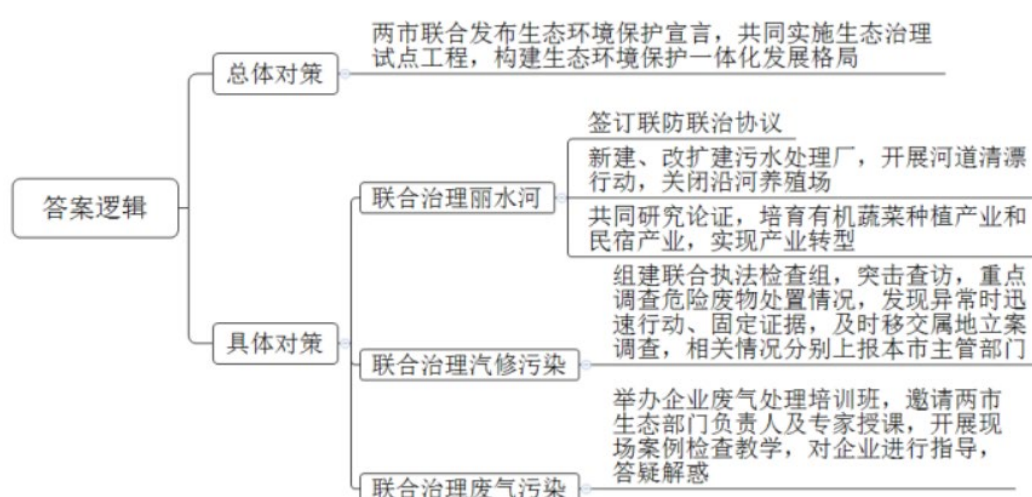 答案逻辑
总体对策
两市联合发布生态环境保护宣言，共同实施生态治理
试点工程，构建生态环境保护一体化发展格局
具体对策
联合治理丽水河
签订联防联治协议
新建、改扩建污水处理厂，开展河道清漂
行动，关闭沿河养殖场
共同研究论证，培育有机蔬菜种植产业和
民宿产业，实现产业转型
联合治理汽修污染
组建联合执法检查组，突击查访，重点
调查危险废物处置情况，发现异常时迅
速行动、固定证据，及时移交属地立案
调查，相关情况分别上报本市主管部门
联合治理废气污染
举办企业废气处理培训班，邀请两市
生态部门负责人及专家授课，开展现
场案例检查教学，对企业进行指导，
答疑解惑